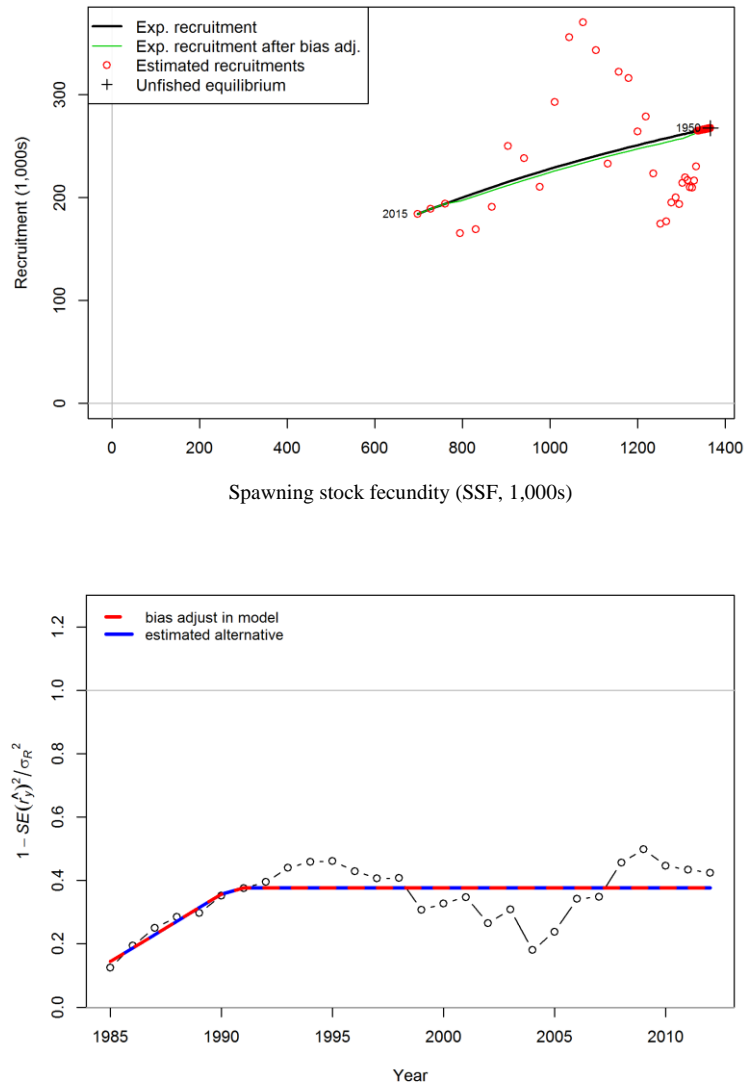 Exp. recruitment
Exp. recruitment after bias adj.
Estimated recruitments
Unfished equilibrium
Recruitment (1,000s)
300
200
100
0
1950
2015
0 200 400 600 800 1000 1200 1400
Spawning stock fecundity (SSF, 1,000s)
bias adjust in model
estimated alternative
1 − SE(r̂_y)² / σ_R²
1.2
1.0
0.8
0.6
0.4
0.2
0.0
1985 1990 1995 2000 2005 2010
Year